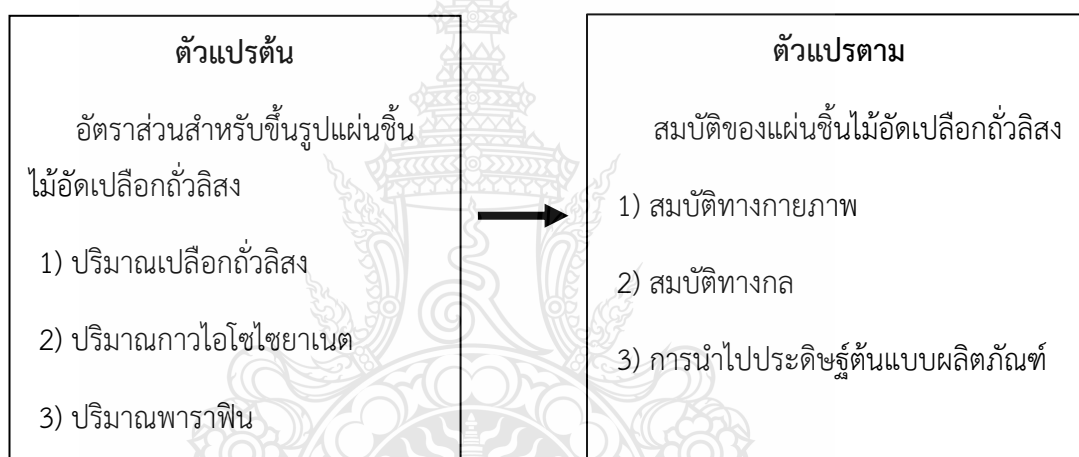 ตัวแปรต้น
อัตราส่วนสำหรับขึ้นรูปแผ่นชิ้น
ไม้อัดเปลือกถั่วลิสง
1) ปริมาณเปลือกถั่วลิสง
2) ปริมาณกาวไอโซไซยาเนต
3) ปริมาณพาราฟิน
ตัวแปรตาม
สมบัติของแผ่นชิ้นไม้อัดเปลือกถั่วลิสง
1) สมบัติทางกายภาพ
2) สมบัติทางกล
3) การนำไปประดิษฐ์ต้นแบบผลิตภัณฑ์